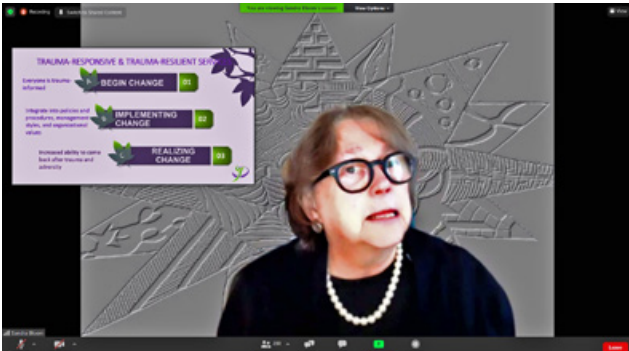 Recording
You are viewing Sandra Bloom's screen
View Options
View
TRAUMA-RESPONSIVE & TRAUMA-RESILIENT SER
Everyone is trauma-
informed
BEGIN CHANGE
01
Integrate into policies and
procedures, management
styles, and organizational
values
IMPLEMENTING
CHANGE
02
Increased ability to come
back after trauma and
adversity
REALIZING
CHANGE
03
Sandra Bloom
Leave